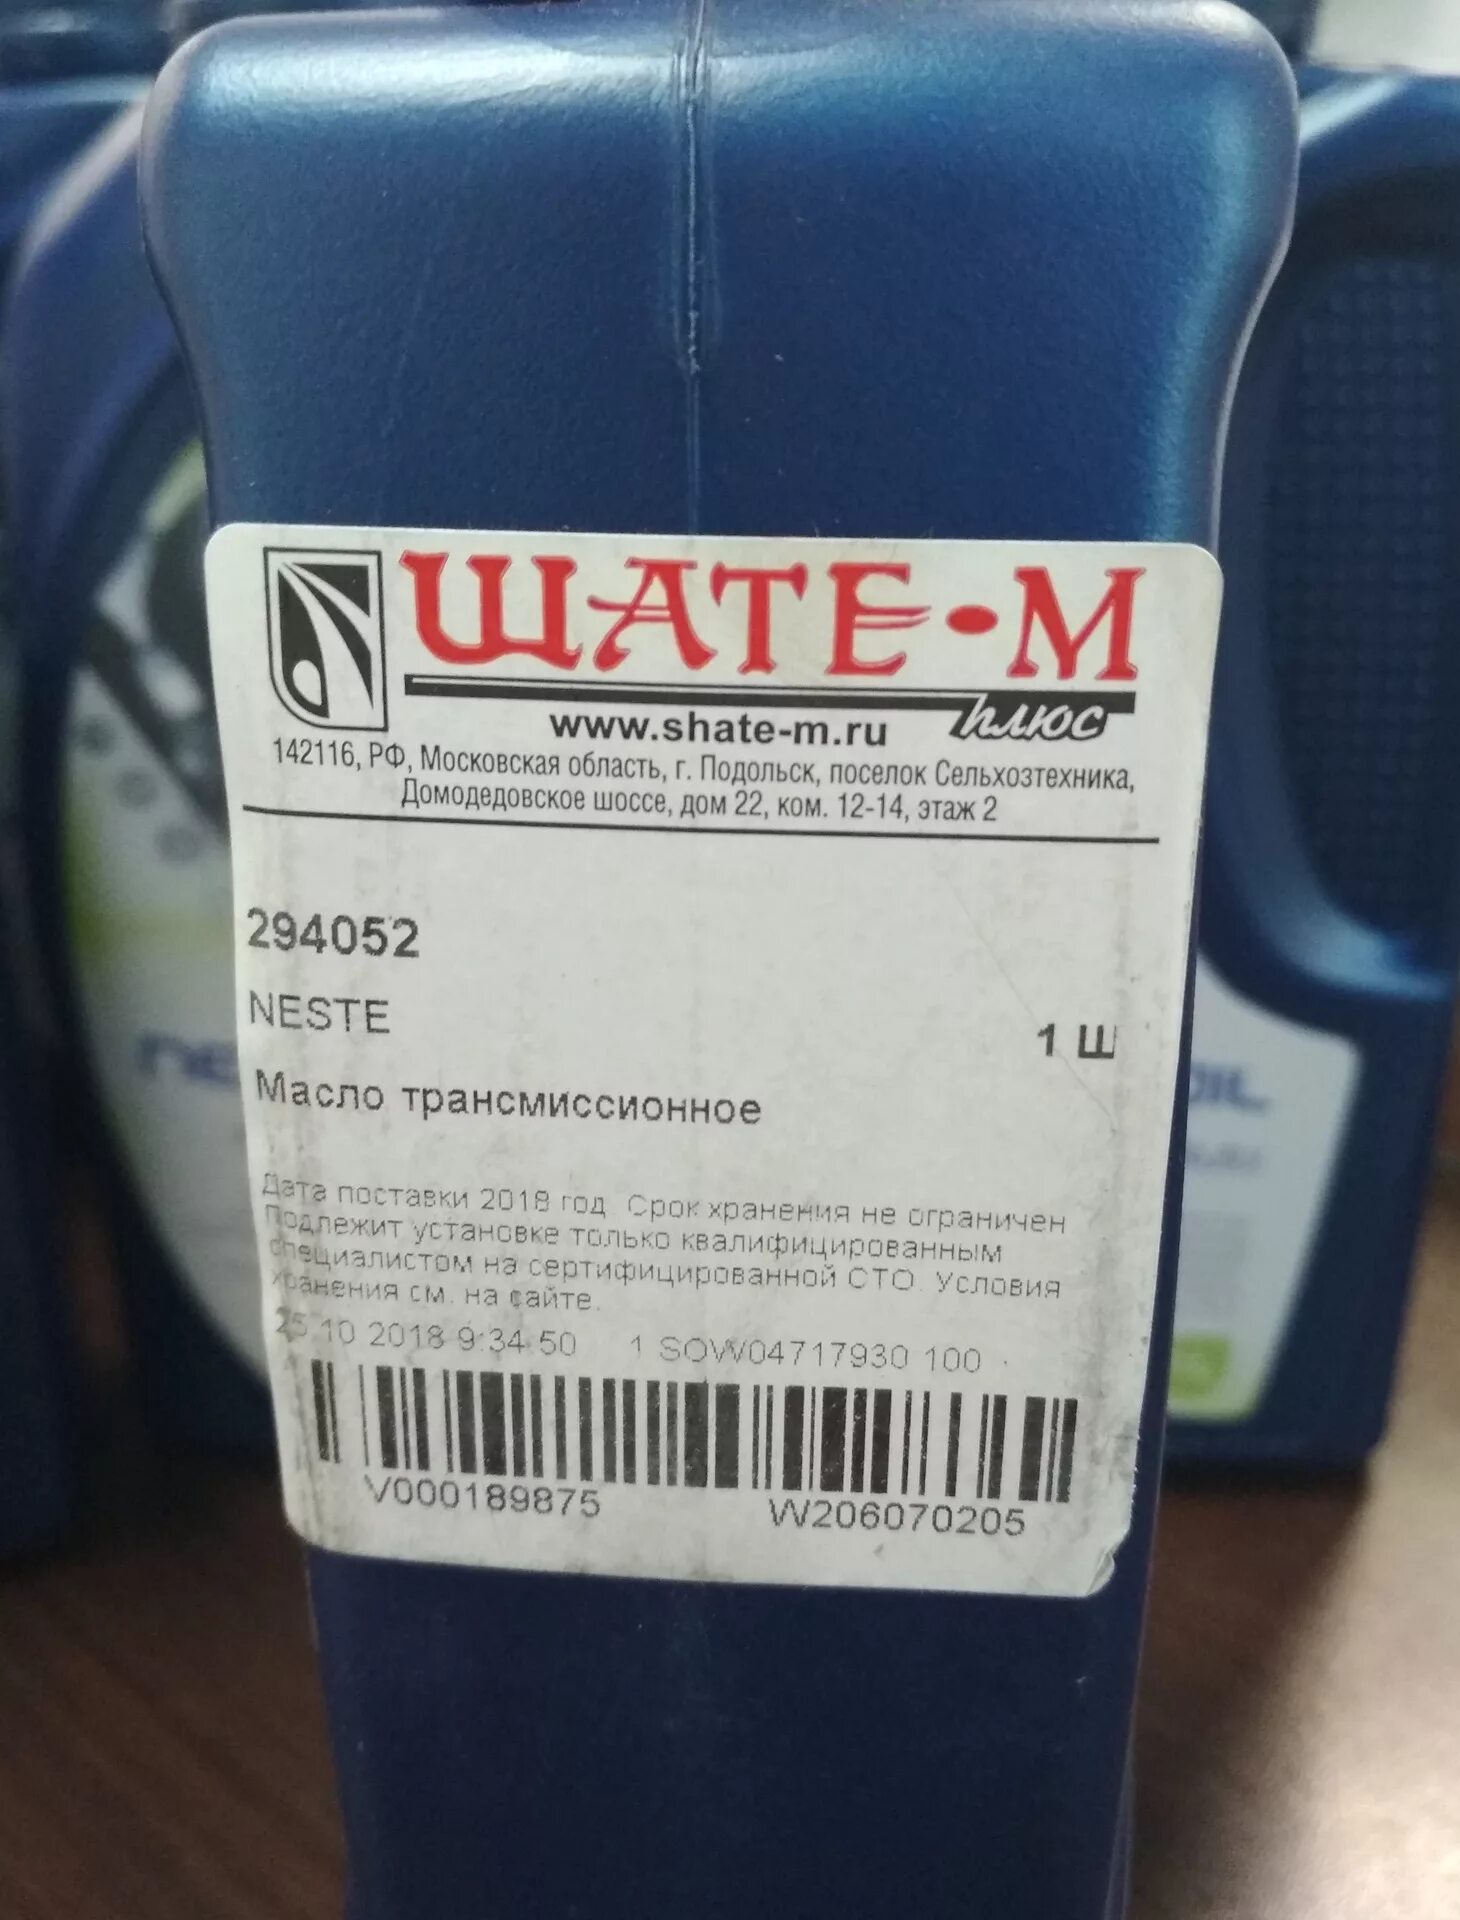 ШАТЕ-М
плюс
www.shate-m.ru
142116, РФ, Московская область, г. Подольск, поселок Сельхозтехника,
Домодедовское шоссе, дом 22, ком. 12-14, этаж 2
294052
NESTE
1 Ш
Масло трансмиссионное
Дата поставки 2018 год. Срок хранения не ограничен
Подлежит установке только квалифицированным
специалистом на сертифицированной СТО. Условия
хранения см. на сайте.
25.10.2018 9:34:50 1 SOW04717930 100
V000189875 W206070205